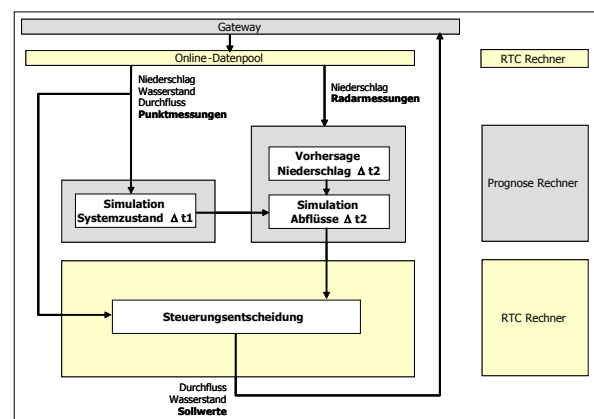 Gateway
Online-Datenpool
RTC Rechner
Niederschlag
Wasserstand
Durchfluss
Punktmessungen
Niederschlag
Radarmessungen
Vorhersage
Niederschlag Δ t2
Prognose Rechner
Simulation
Systemzustand Δ t1
Simulation
Abflüsse Δ t2
Steuerungsentscheidung
RTC Rechner
Durchfluss
Wasserstand
Sollwerte